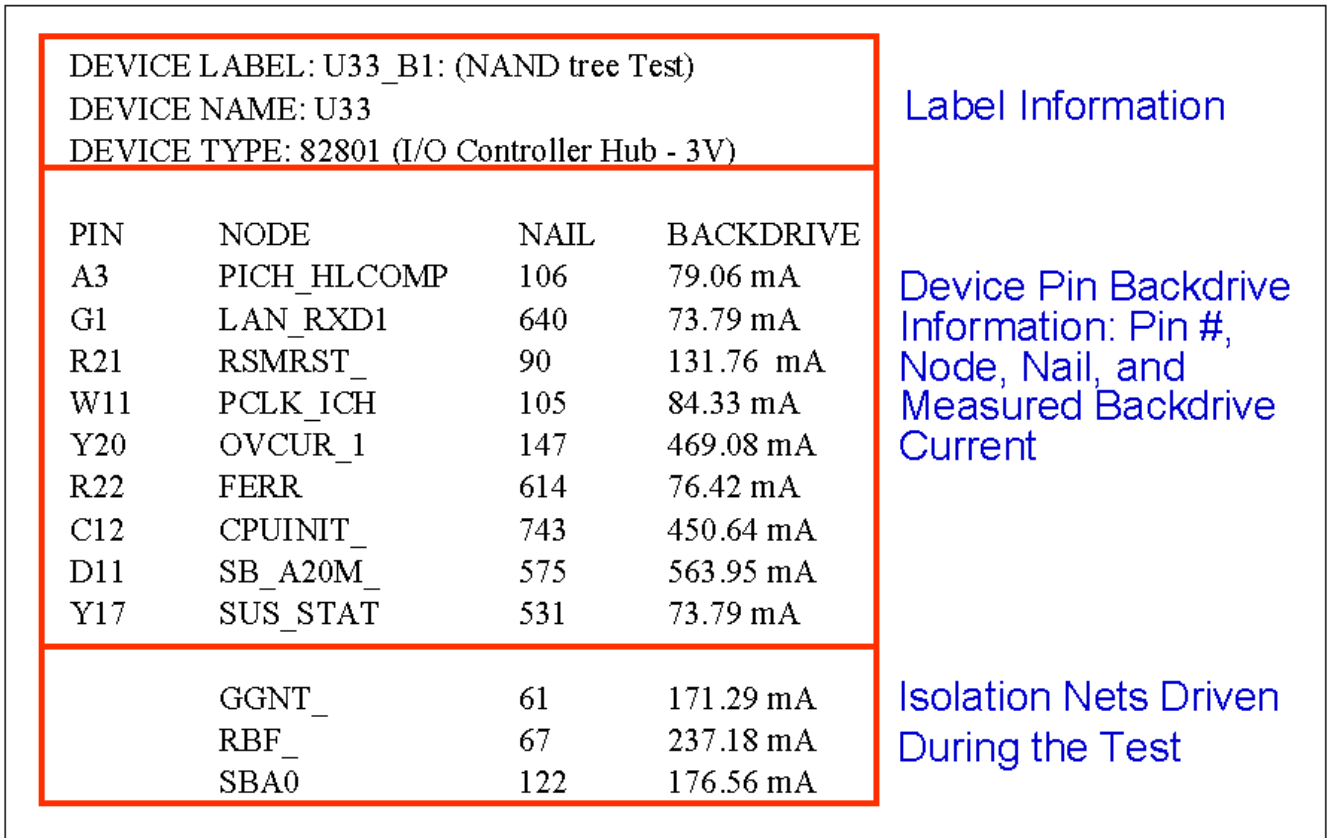 DEVICE LABEL: U33_B1: (NAND tree Test)
DEVICE NAME: U33
DEVICE TYPE: 82801 (I/O Controller Hub - 3V)
Label Information
PIN NODE NAIL BACKDRIVE
A3 PICH_HLCOMP 106 79.06 mA
G1 LAN_RXD1 640 73.79 mA
R21 RSMRST_ 90 131.76 mA
W11 PCLK_ICH 105 84.33 mA
Y20 OVCUR_1 147 469.08 mA
R22 FERR 614 76.42 mA
C12 CPUINIT_ 743 450.64 mA
D11 SB_A20M_ 575 563.95 mA
Y17 SUS_STAT 531 73.79 mA
Device Pin Backdrive
Information: Pin #,
Node, Nail, and
Measured Backdrive
Current
GGNT_ 61 171.29 mA
RBF_ 67 237.18 mA
SBA0 122 176.56 mA
Isolation Nets Driven
During the Test